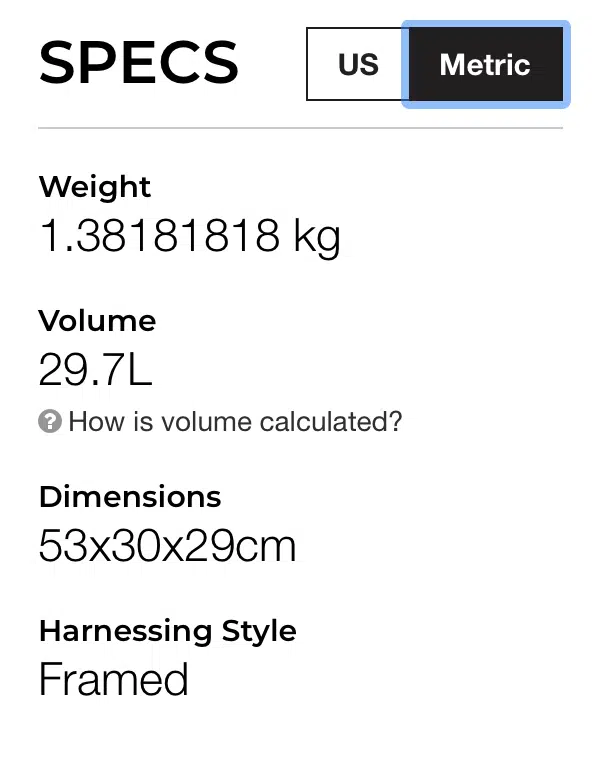 SPECS
US Metric
Weight
1.38181818 kg
Volume
29.7L
? How is volume calculated?
Dimensions
53x30x29cm
Harnessing Style
Framed